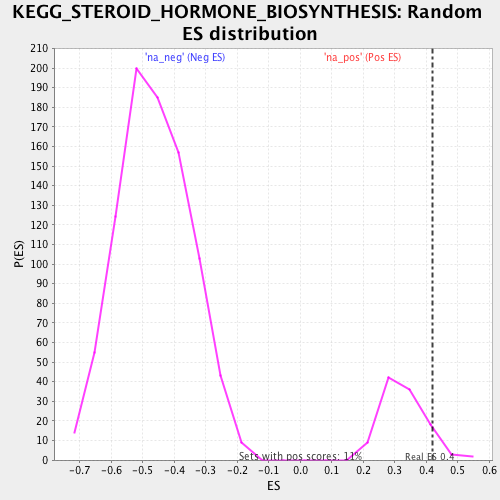 KEGG_STEROID_HORMONE_BIOSYNTHESIS: Random
ES distribution
'na_neg' (Neg ES)
'na_pos' (Pos ES)
210
200
190
180
170
160
150
140
130
120
110
100
90
80
70
60
50
40
30
20
10
0
P(ES)
Sets with pos scores: 11%
Real ES 0.4
-0.7 -0.6 -0.5 -0.4 -0.3 -0.2 -0.1 0.0 0.1 0.2 0.3 0.4 0.5 0.6
ES